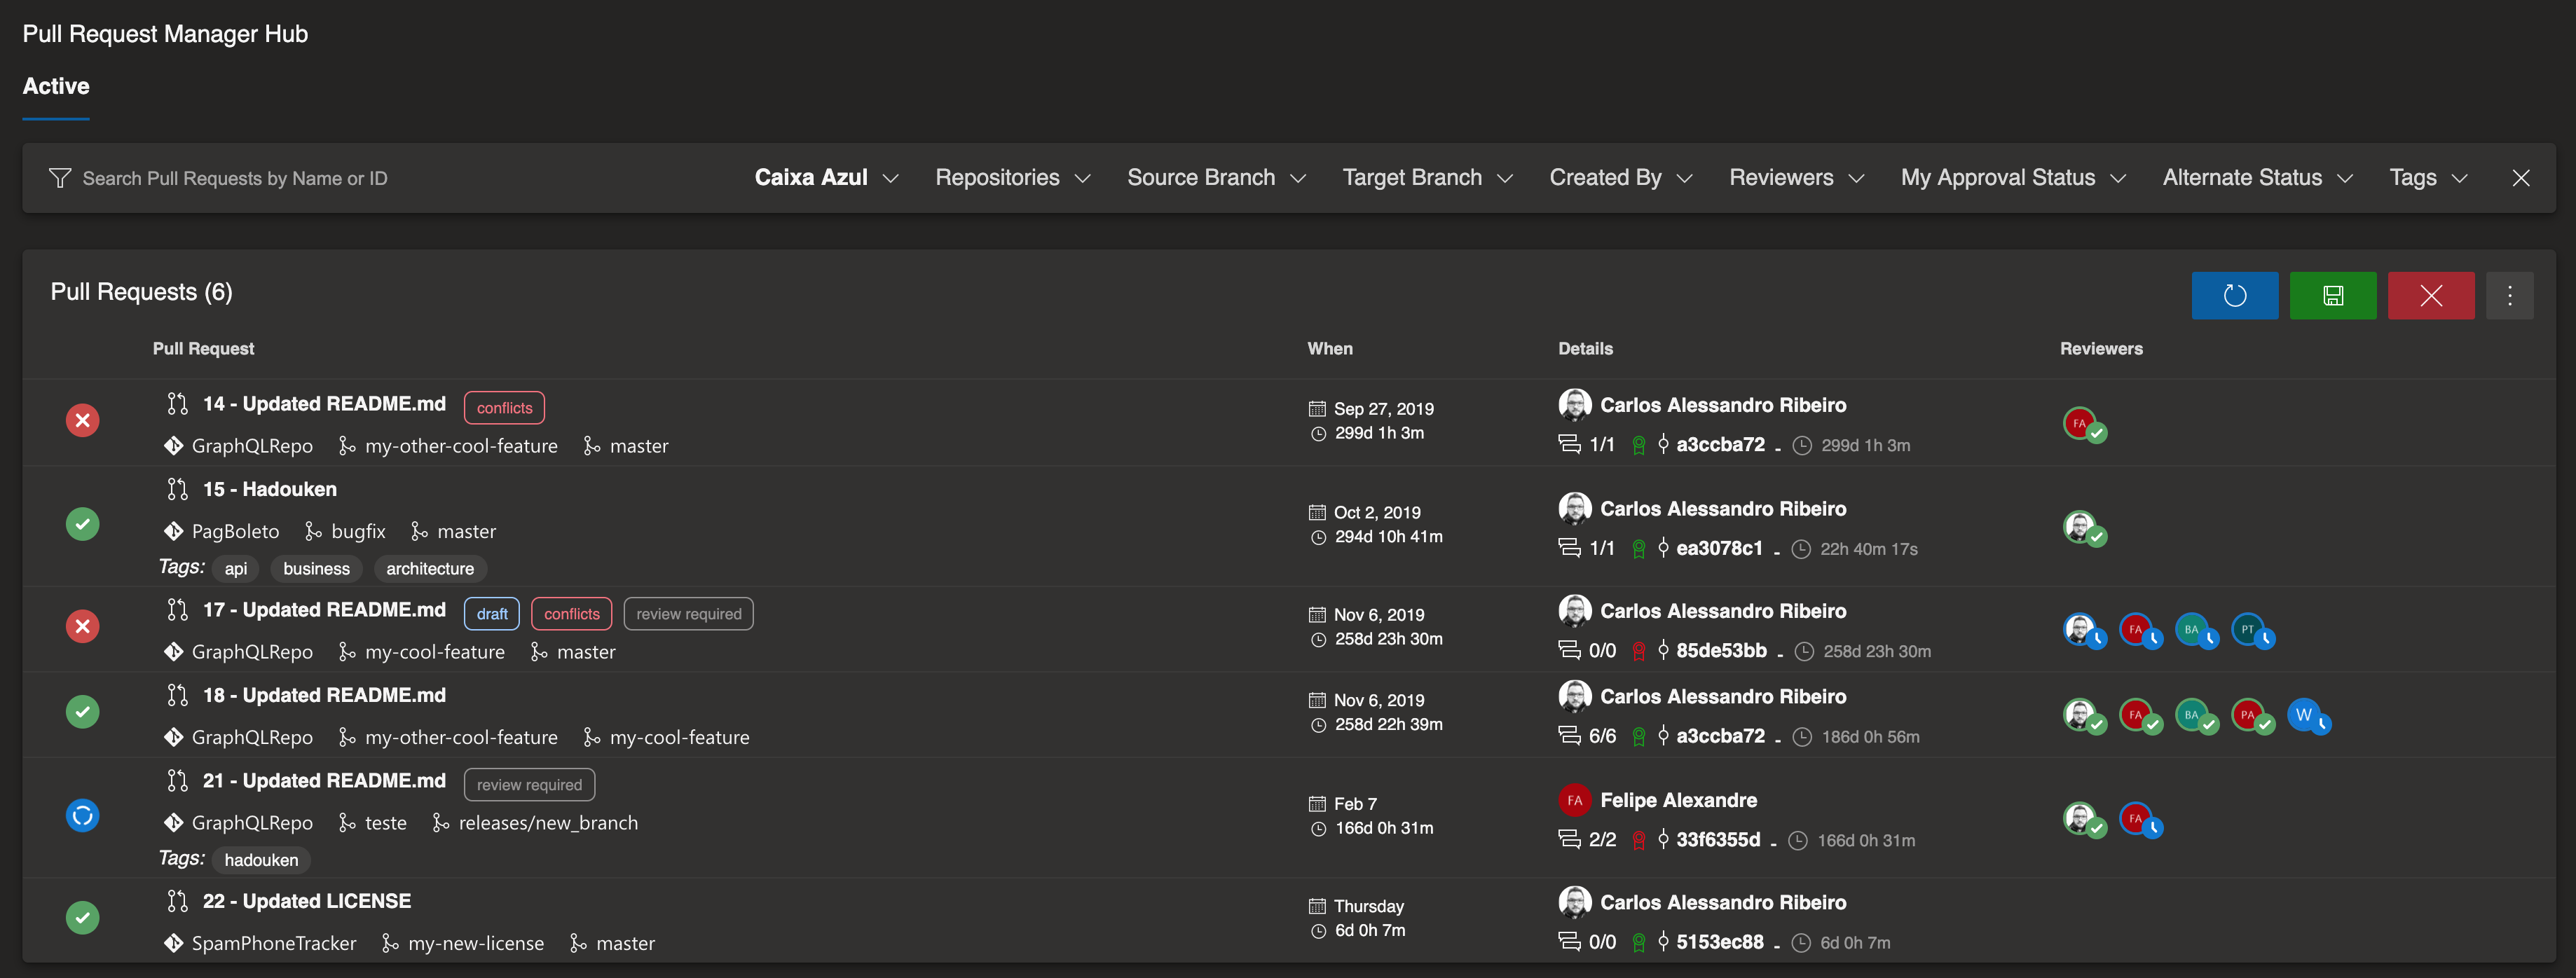 Pull Request Manager Hub
Active
Search Pull Requests by Name or ID Caixa Azul Repositories Source Branch Target Branch Created By Reviewers My Approval Status Alternate Status Tags
Pull Requests (6)
Pull Request When Details Reviewers
14 - Updated README.md conflicts
GraphQLRepo my-other-cool-feature master
Sep 27, 2019
299d 1h 3m
Carlos Alessandro Ribeiro
1/1 a3ccba72 - 299d 1h 3m
FA
15 - Hadouken
PagBoleto bugfix master
Tags: api business architecture
Oct 2, 2019
294d 10h 41m
Carlos Alessandro Ribeiro
1/1 ea3078c1 - 22h 40m 17s
17 - Updated README.md draft conflicts review required
GraphQLRepo my-cool-feature master
Nov 6, 2019
258d 23h 30m
Carlos Alessandro Ribeiro
0/0 85de53bb - 258d 23h 30m
FA BA PT
18 - Updated README.md
GraphQLRepo my-other-cool-feature my-cool-feature
Nov 6, 2019
258d 22h 39m
Carlos Alessandro Ribeiro
6/6 a3ccba72 - 186d 0h 56m
FA BA PA W
21 - Updated README.md review required
GraphQLRepo teste releases/new_branch
Tags: hadouken
Feb 7
166d 0h 31m
FA Felipe Alexandre
2/2 33f6355d - 166d 0h 31m
FA
22 - Updated LICENSE
SpamPhoneTracker my-new-license master
Thursday
6d 0h 7m
Carlos Alessandro Ribeiro
0/0 5153ec88 - 6d 0h 7m